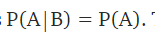 P(A|B) = P(A).